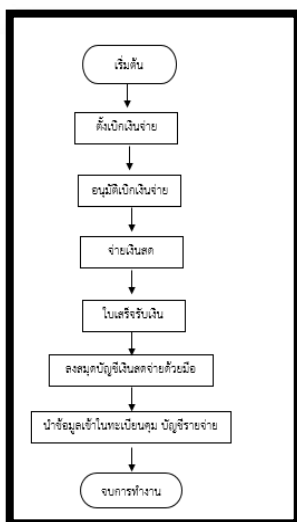 เริ่มต้น
ตั้งเบิกเงินจ่าย
อนุมัติเบิกเงินจ่าย
จ่ายเงินสด
ใบเสร็จรับเงิน
ลงสมุดบัญชีเงินสดจ่ายด้วยมือ
นำข้อมูลเข้าในทะเบียนคุม บัญชีรายจ่าย
จบการทำงาน